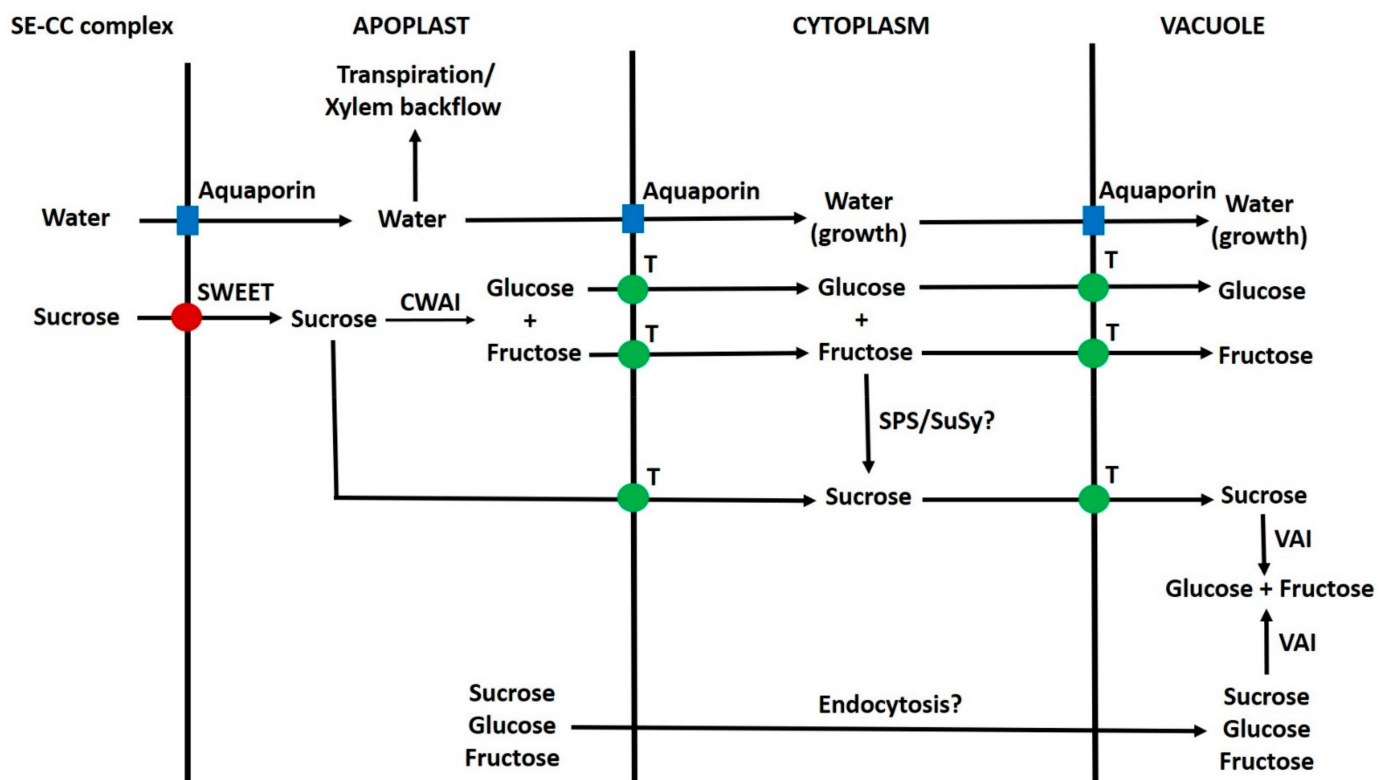 SE-CC complex
APOPLAST
CYTOPLASM
VACUOLE
Transpiration/
Xylem backflow
Water
Aquaporin
Water
Aquaporin
Water
(growth)
Aquaporin
Water
(growth)
Sucrose
SWEET
Sucrose
CWAI
Glucose
+
Fructose
T
T
Glucose
+
Fructose
T
T
Glucose
Fructose
SPS/SuSy?
T
Sucrose
T
Sucrose
VAI
Glucose + Fructose
VAI
Sucrose
Glucose
Fructose
Endocytosis?
Sucrose
Glucose
Fructose